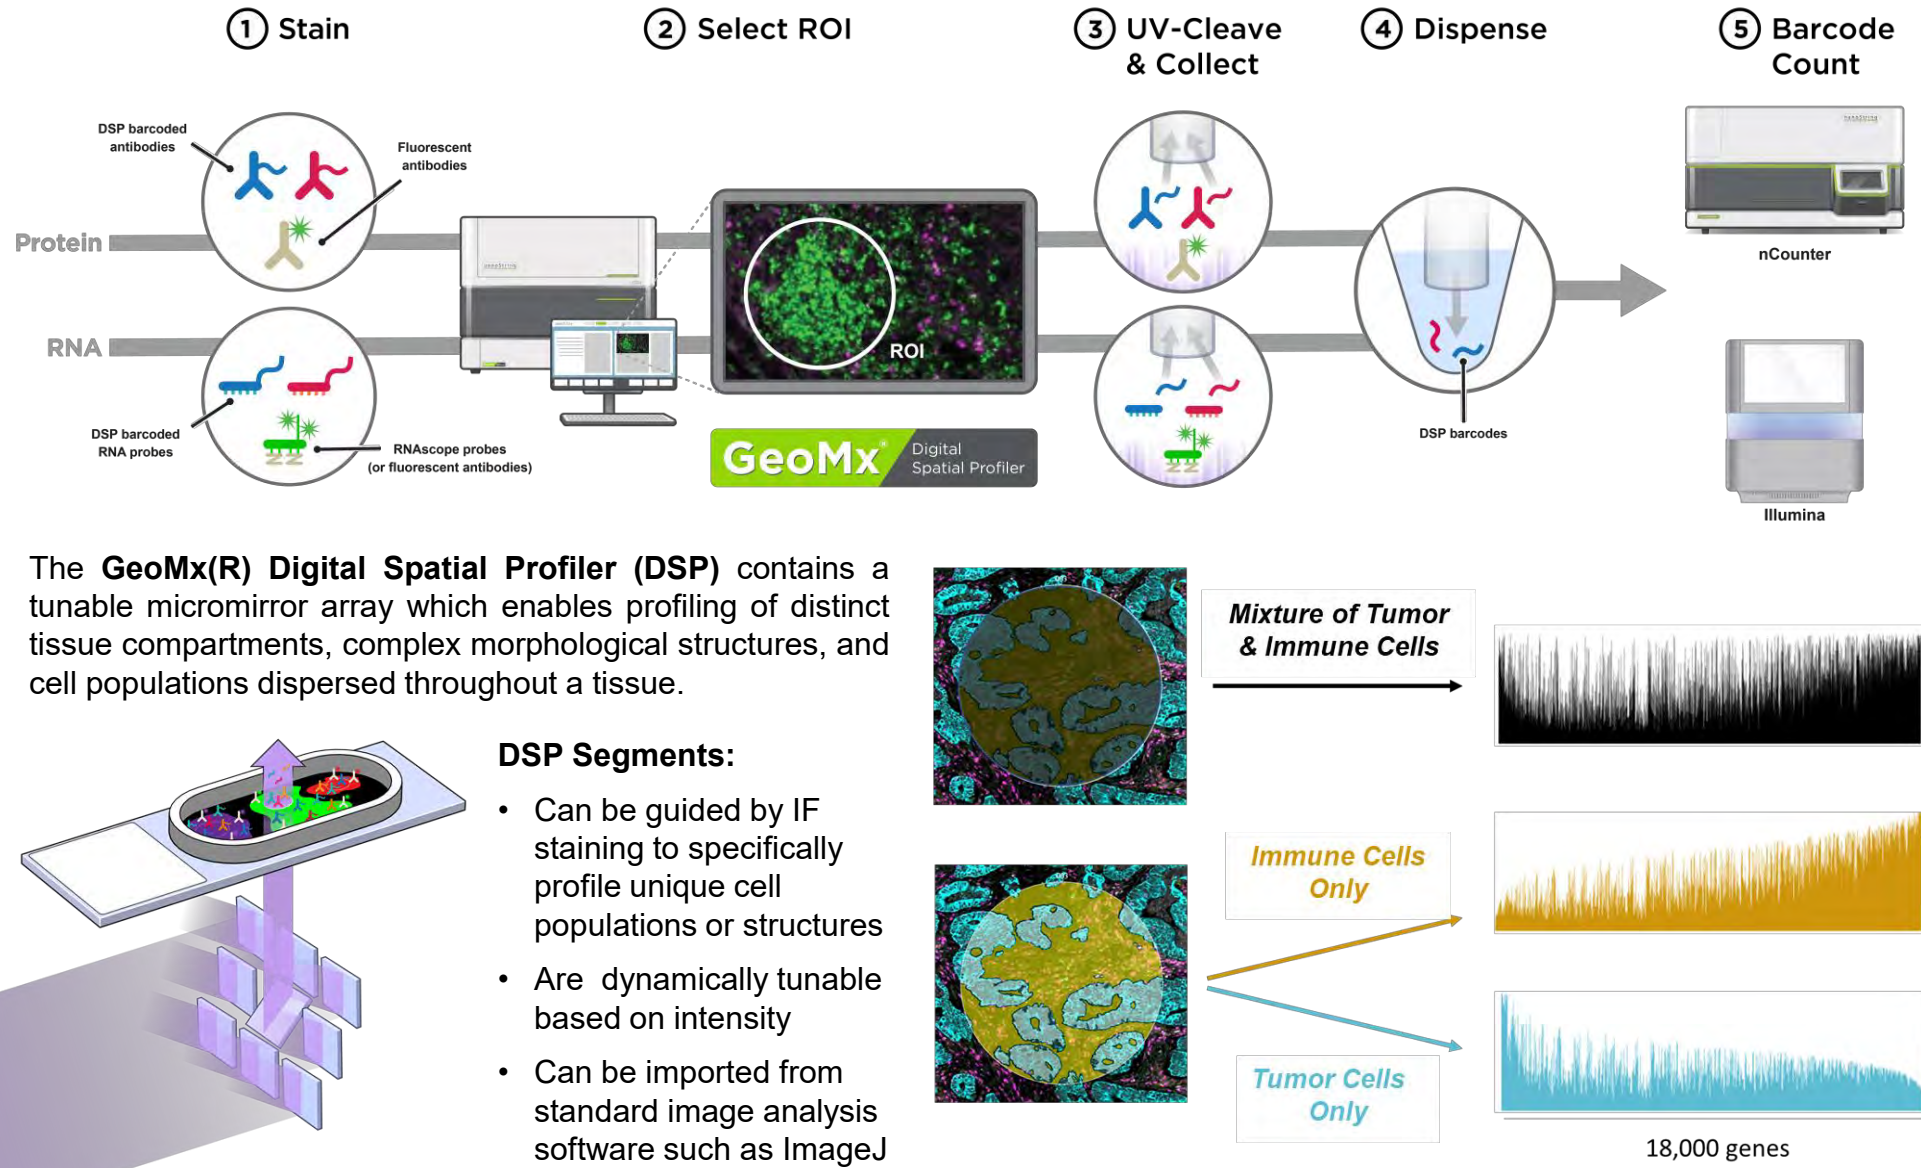 1 Stain
2 Select ROI
3 UV-Cleave
& Collect
4 Dispense
5 Barcode
Count
DSP barcoded
antibodies
Fluorescent
antibodies
Protein
RNA
DSP barcoded
RNA probes
RNAscope probes
(or fluorescent antibodies)
ROI
GeoMx®
Digital
Spatial Profiler
DSP barcodes
nCounter
Illumina
The GeoMx(R) Digital Spatial Profiler (DSP) contains a
tunable micromirror array which enables profiling of distinct
tissue compartments, complex morphological structures, and
cell populations dispersed throughout a tissue.
DSP Segments:
• Can be guided by IF
staining to specifically
profile unique cell
populations or structures
• Are dynamically tunable
based on intensity
• Can be imported from
standard image analysis
software such as ImageJ
Mixture of Tumor
& Immune Cells
Immune Cells
Only
Tumor Cells
Only
18,000 genes